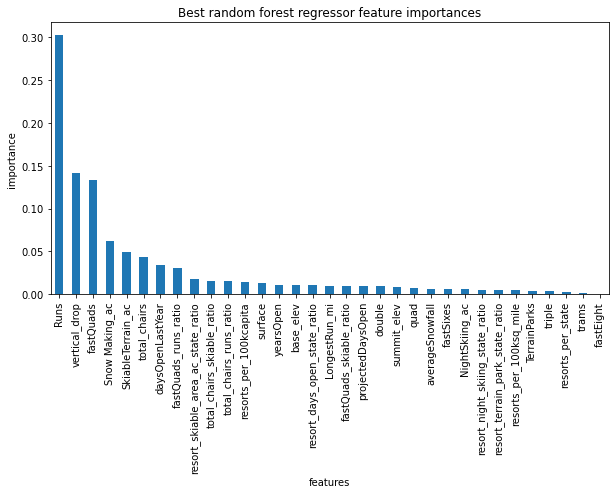 Best random forest regressor feature importances
importance
0.30
0.25
0.20
0.15
0.10
0.05
0.00
Runs
vertical_drop
fastQuads
Snow Making_ac
SkiableTerrain_ac
total_chairs
daysOpenLastYear
fastQuads_runs_ratio
resort_skiable_area_ac_state_ratio
total_chairs_skiable_ratio
total_chairs_runs_ratio
resorts_per_100kcapita
surface
yearsOpen
base_elev
resort_days_open_state_ratio
LongestRun_mi
fastQuads_skiable_ratio
projectedDaysOpen
double
summit_elev
quad
averageSnowfall
fastSixes
NightSkiing_ac
resort_night_skiing_state_ratio
resort_terrain_park_state_ratio
resorts_per_100ksq_mile
TerrainParks
triple
resorts_per_state
trams
fastEight
features